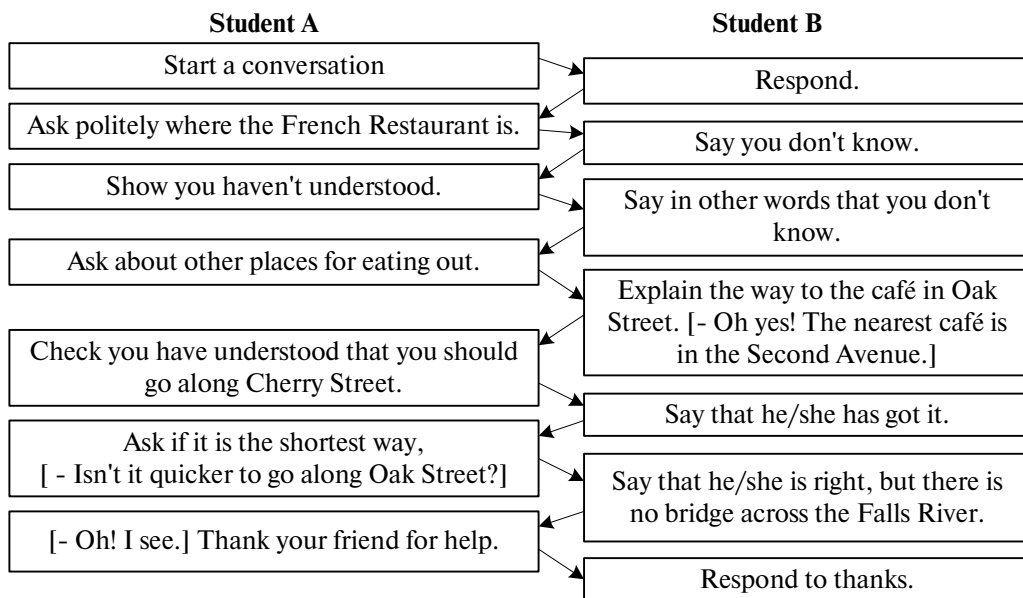 Student A
Student B
Start a conversation
Respond.
Ask politely where the French Restaurant is.
Say you don't know.
Show you haven't understood.
Say in other words that you don't
know.
Ask about other places for eating out.
Explain the way to the café in Oak
Street. [- Oh yes! The nearest café is
in the Second Avenue.]
Check you have understood that you should
go along Cherry Street.
Say that he/she has got it.
Ask if it is the shortest way,
[ - Isn't it quicker to go along Oak Street?]
Say that he/she is right, but there is
no bridge across the Falls River.
[- Oh! I see.] Thank your friend for help.
Respond to thanks.